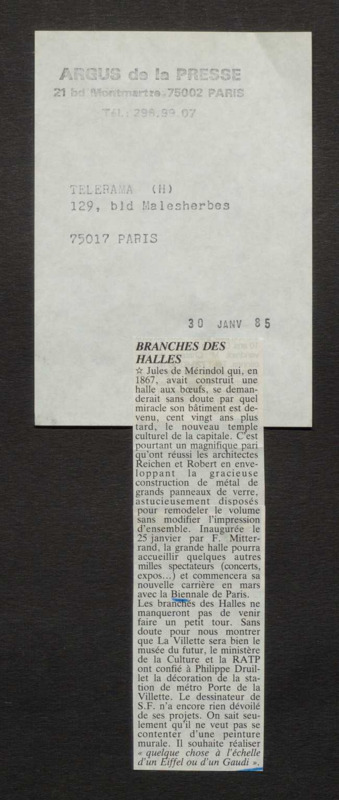 ARGUS de la PRESSE
21 bd Montmartre.75002 PARIS
Tél.: 296.99.07
TELERAMA (H)
129, bld Malesherbes
75017 PARIS
30 JANV 85
BRANCHES DES
HALLES
☆ Jules de Mérindol qui, en
1867, avait construit une
halle aux bœufs, se deman-
derait sans doute par quel
miracle son bâtiment est de-
venu, cent vingt ans plus
tard, le nouveau temple
culturel de la capitale. C'est
pourtant un magnifique pari
qu'ont réussi les architectes
Reichen et Robert en enve-
loppant la gracieuse
construction de métal de
grands panneaux de verre,
astucieusement disposés
pour remodeler le volume
sans modifier l'impression
d'ensemble. Inaugurée le
25 janvier par F. Mitter-
rand, la grande halle pourra
accueillir quelques autres
milles spectateurs (concerts,
expos...) et commencera sa
nouvelle carrière en mars
avec la Biennale de Paris.
Les branchés des Halles ne
manqueront pas de venir
faire un petit tour. Sans
doute pour nous montrer
que La Villette sera bien le
musée du futur, le ministère
de la Culture et la RATP
ont confié à Philippe Druil-
let la décoration de la sta-
tion de métro Porte de la
Villette. Le dessinateur de
S.F. n'a encore rien dévoilé
de ses projets. On sait seu-
lement qu'il ne veut pas se
contenter d'une peinture
murale. Il souhaite réaliser
« quelque chose à l'échelle
d'un Eiffel ou d'un Gaudi ».